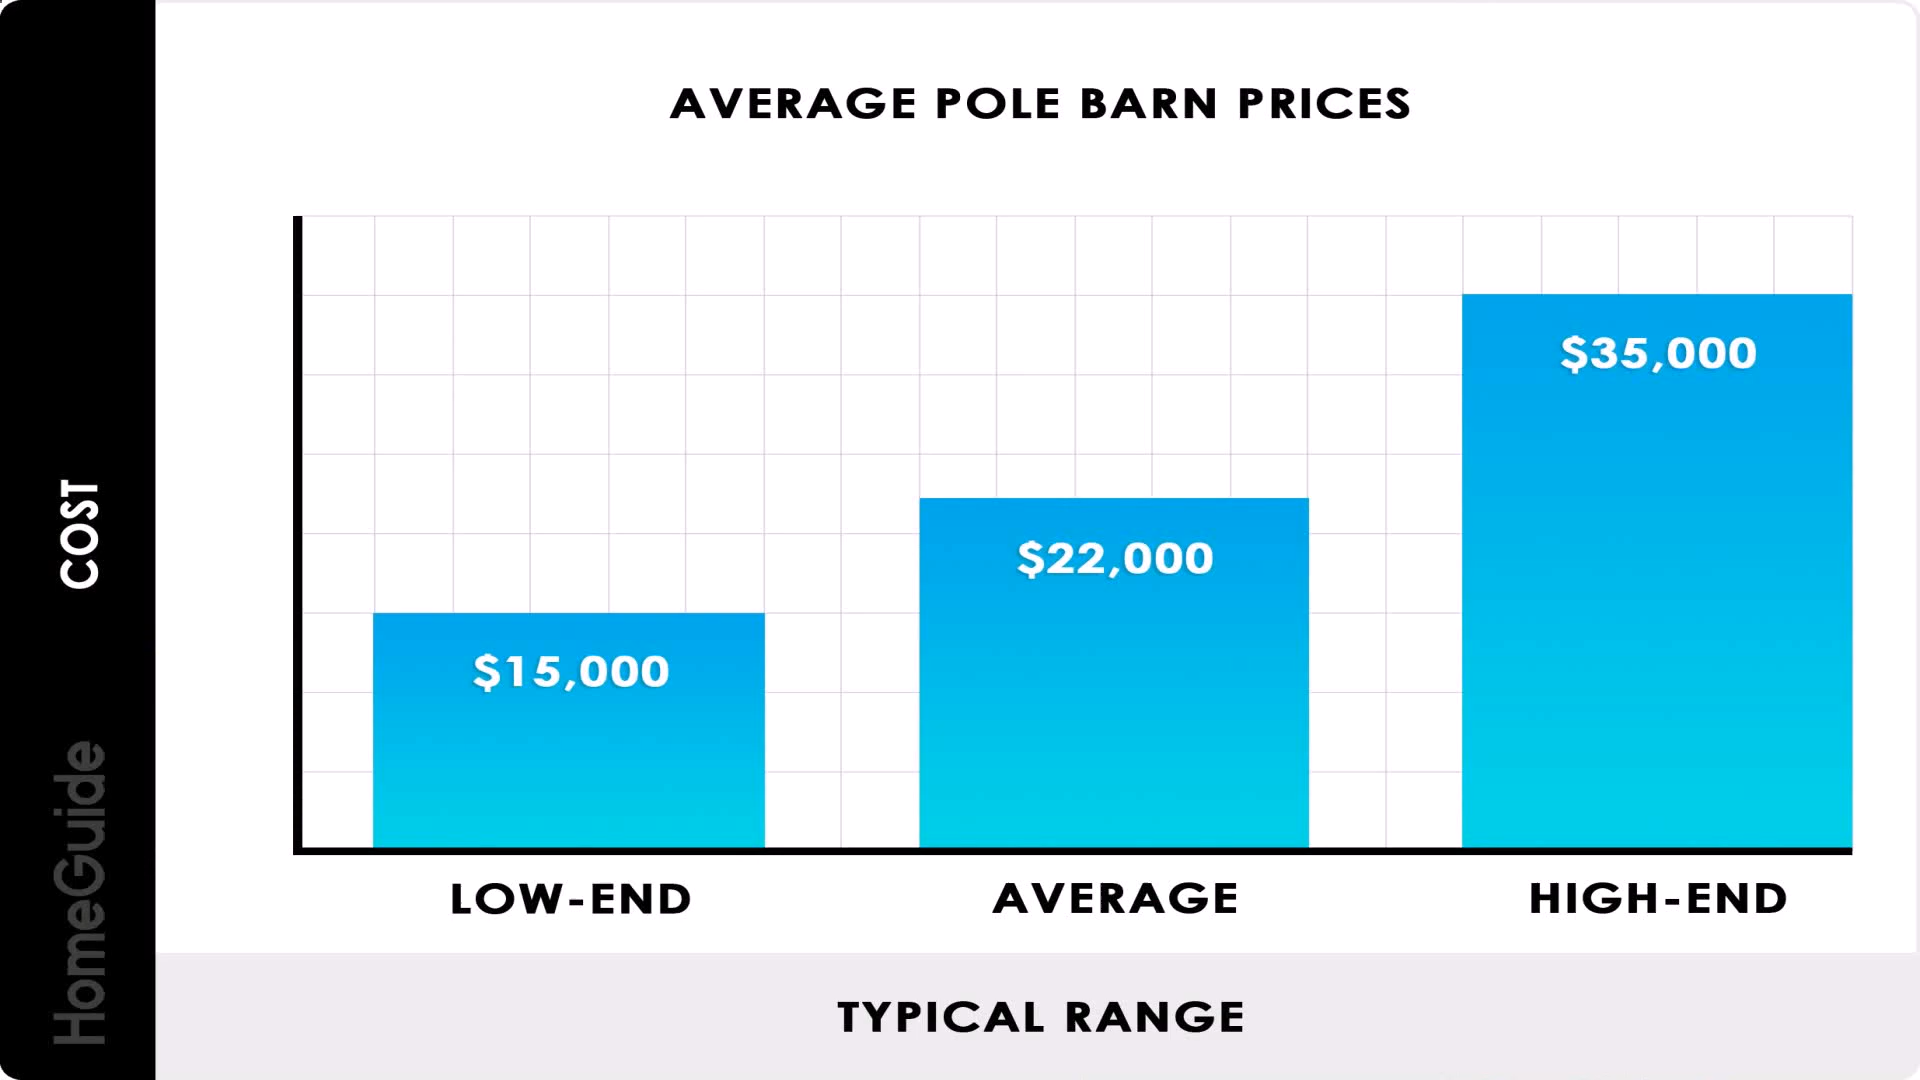 AVERAGE POLE BARN PRICES
COST
HomeGuide
$15,000
$22,000
$35,000
LOW-END
AVERAGE
HIGH-END
TYPICAL RANGE